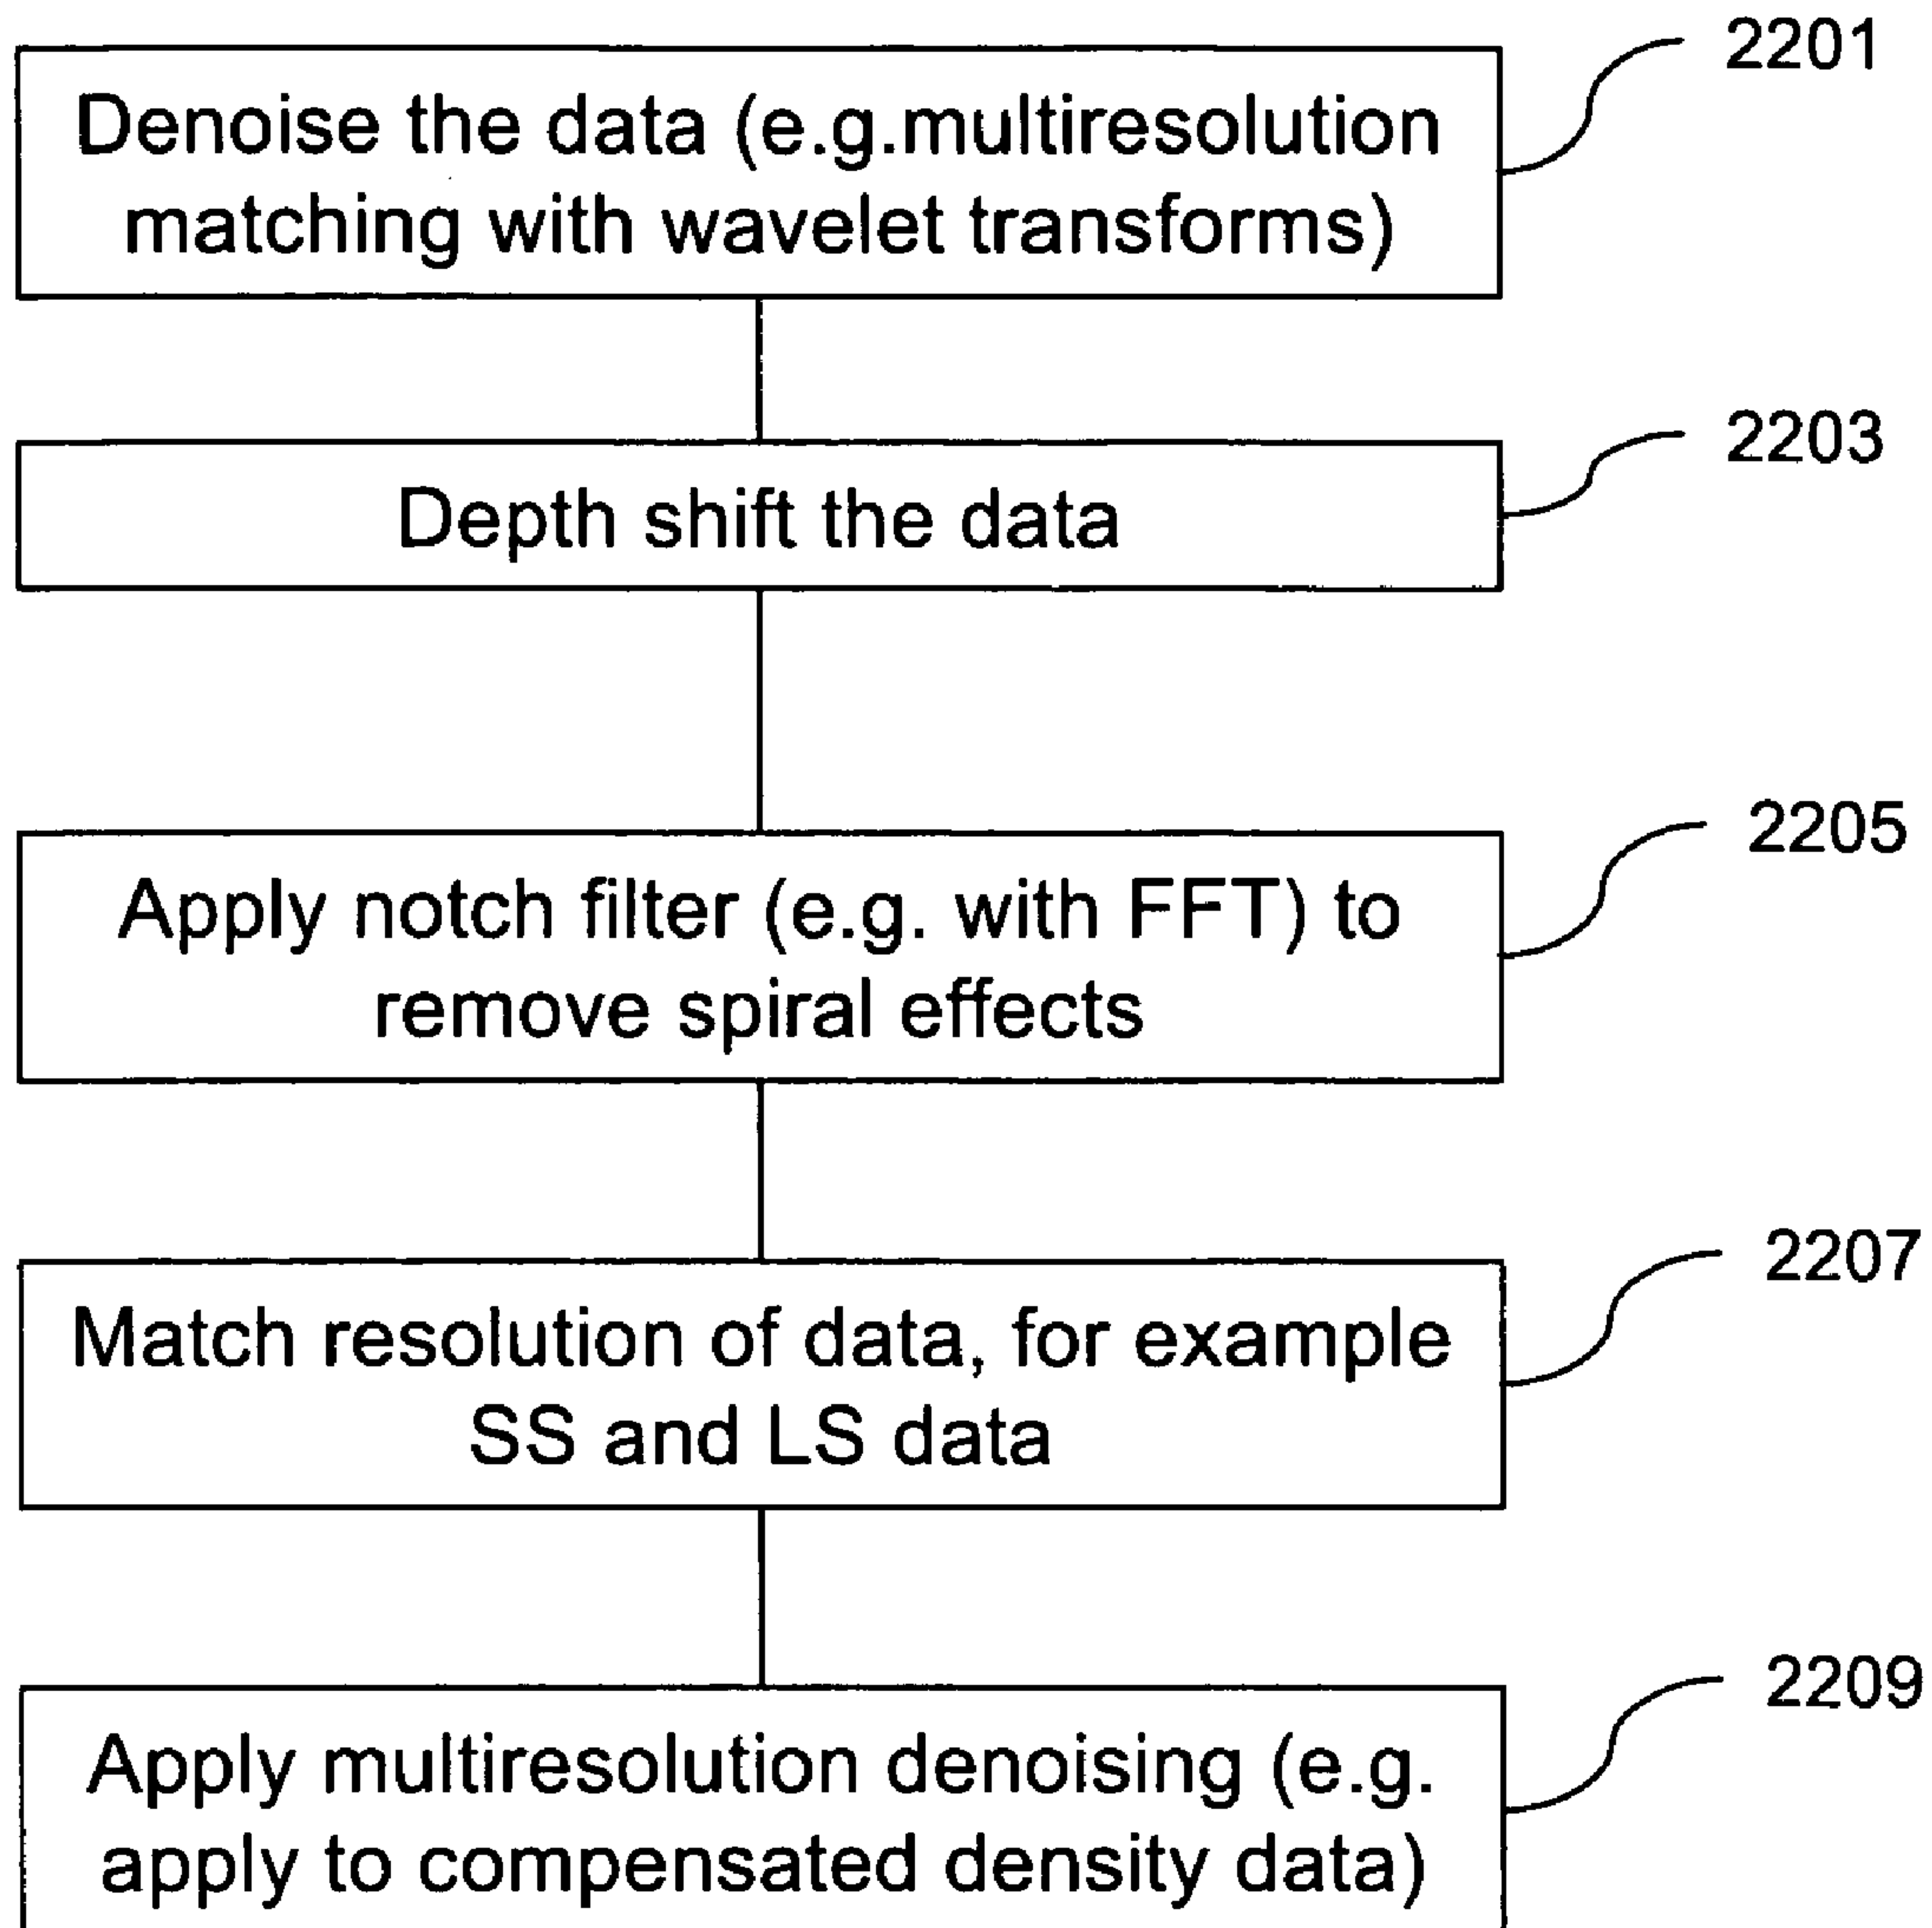 2201
Denoise the data (e.g.multiresolution
matching with wavelet transforms)
2203
Depth shift the data
2205
Apply notch filter (e.g. with FFT) to
remove spiral effects
2207
Match resolution of data, for example
SS and LS data
2209
Apply multiresolution denoising (e.g.
apply to compensated density data)